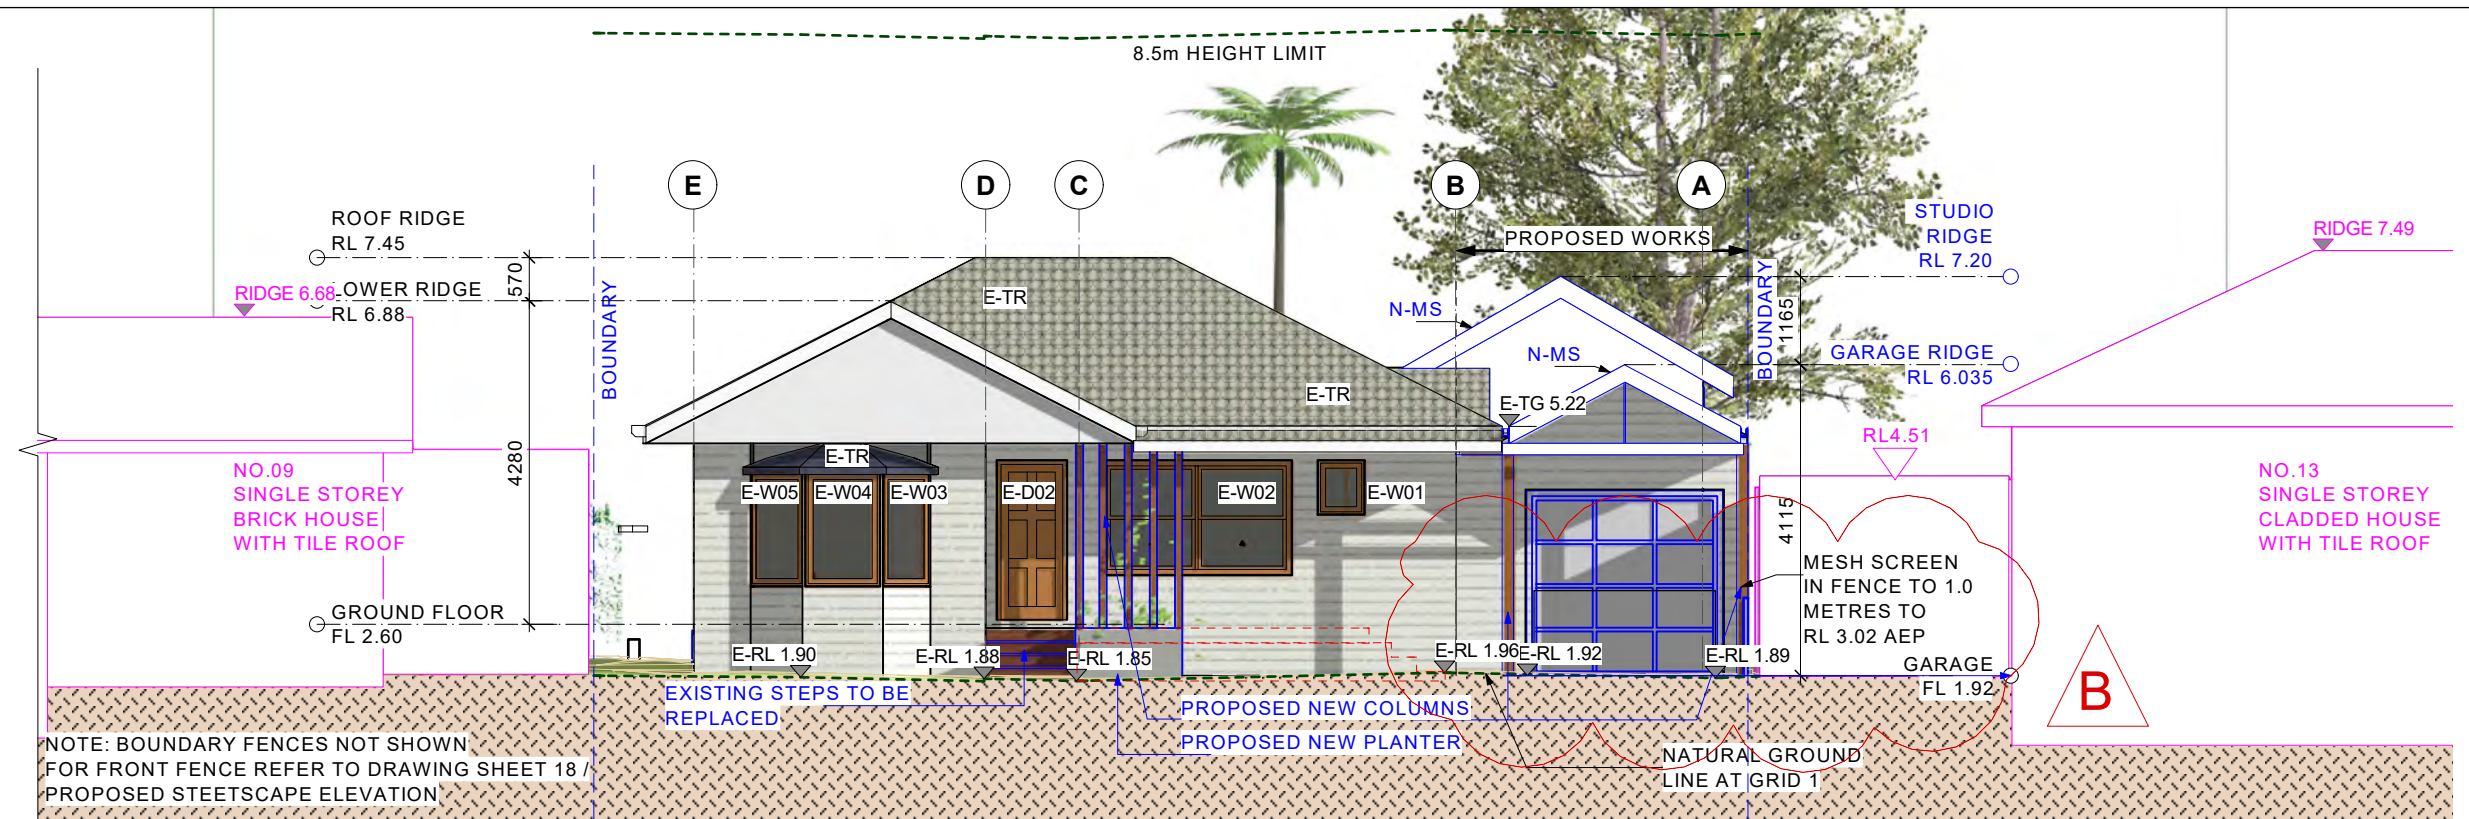 8.5m HEIGHT LIMIT
E
D
C
B
A
ROOF RIDGE
RL 7.45
RIDGE 6.68
LOWER RIDGE
RL 6.88
570
4280
BOUNDARY
NO.09
SINGLE STOREY
BRICK HOUSE
WITH TILE ROOF
GROUND FLOOR
FL 2.60
E-TR
E-TR
E-TR
E-W05
E-W04
E-W03
E-D02
E-W02
E-W01
PROPOSED WORKS
N-MS
N-MS
E-TG 5.22
BOUNDARY
1165
4115
STUDIO
RIDGE
RL 7.20
GARAGE RIDGE
RL 6.035
RIDGE 7.49
RL4.51
NO.13
SINGLE STOREY
CLADDED HOUSE
WITH TILE ROOF
MESH SCREEN
IN FENCE TO 1.0
METRES TO
RL 3.02 AEP
GARAGE
FL 1.92
B
E-RL 1.90
E-RL 1.88
E-RL 1.85
E-RL 1.96
E-RL 1.92
E-RL 1.89
EXISTING STEPS TO BE
REPLACED
PROPOSED NEW COLUMNS
PROPOSED NEW PLANTER
NATURAL GROUND
LINE AT GRID 1
NOTE: BOUNDARY FENCES NOT SHOWN
FOR FRONT FENCE REFER TO DRAWING SHEET 18 /
PROPOSED STEETSCAPE ELEVATION